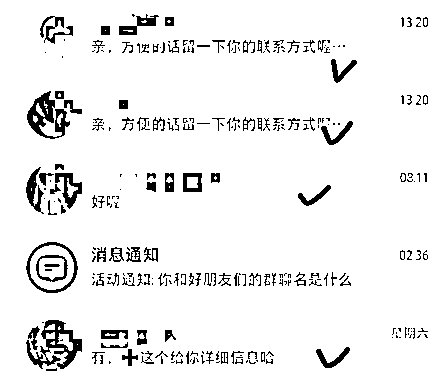 13:20
亲，方便的话留一下你的联系方式喔…
13:20
亲，方便的话留一下你的联系方式喔…
03:11
好喔
消息通知
02:36
活动通知:你和好朋友们的群聊名是什么
星期六
有，➕这个给你详细信息哈